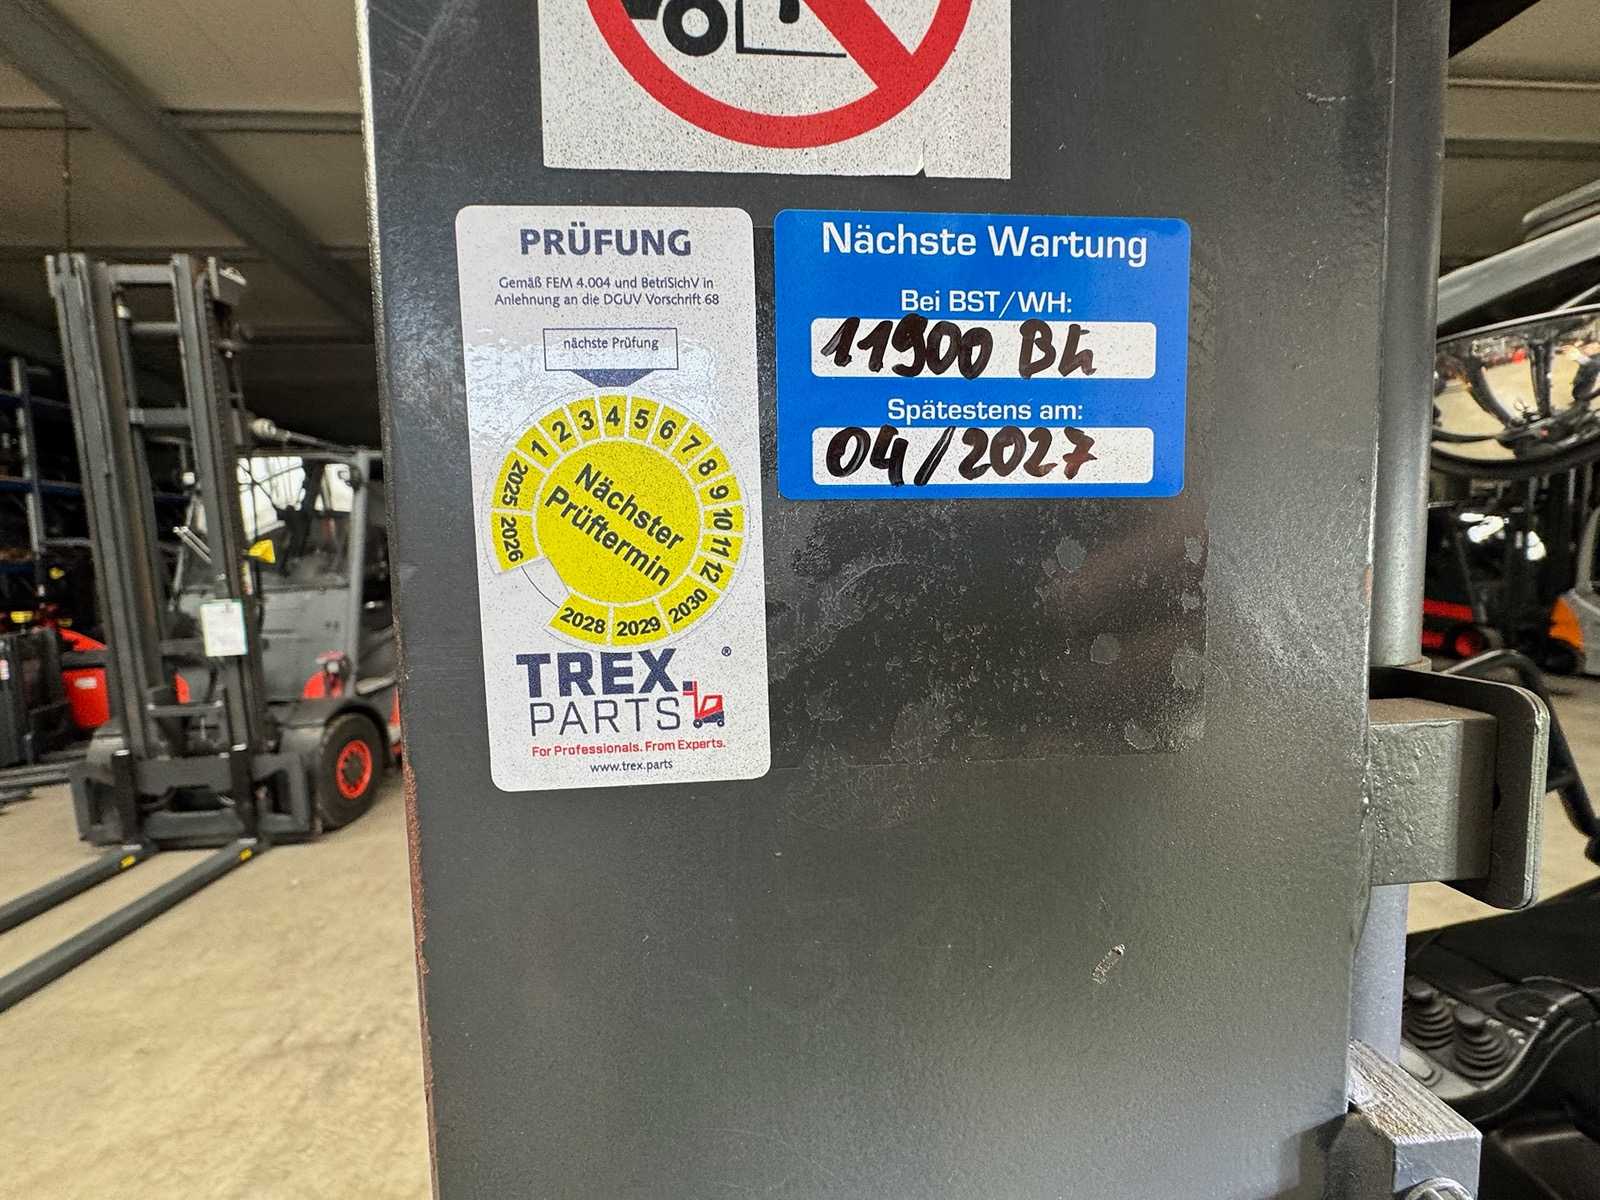 PRÜFUNG
Gemäß FEM 4.004 und BetrSichV in
Anlehnung an die DGUV Vorschrift 68
nächste Prüfung
2026 2025 1 2 3 4 5 6 7 8 9 10 11 12 2030 2029 2028
Nächster
Prüftermin
TREX ®
PARTS
For Professionals. From Experts.
www.trex.parts
Nächste Wartung
Bei BST/WH:
11900 Bh
Spätestens am:
04/2027